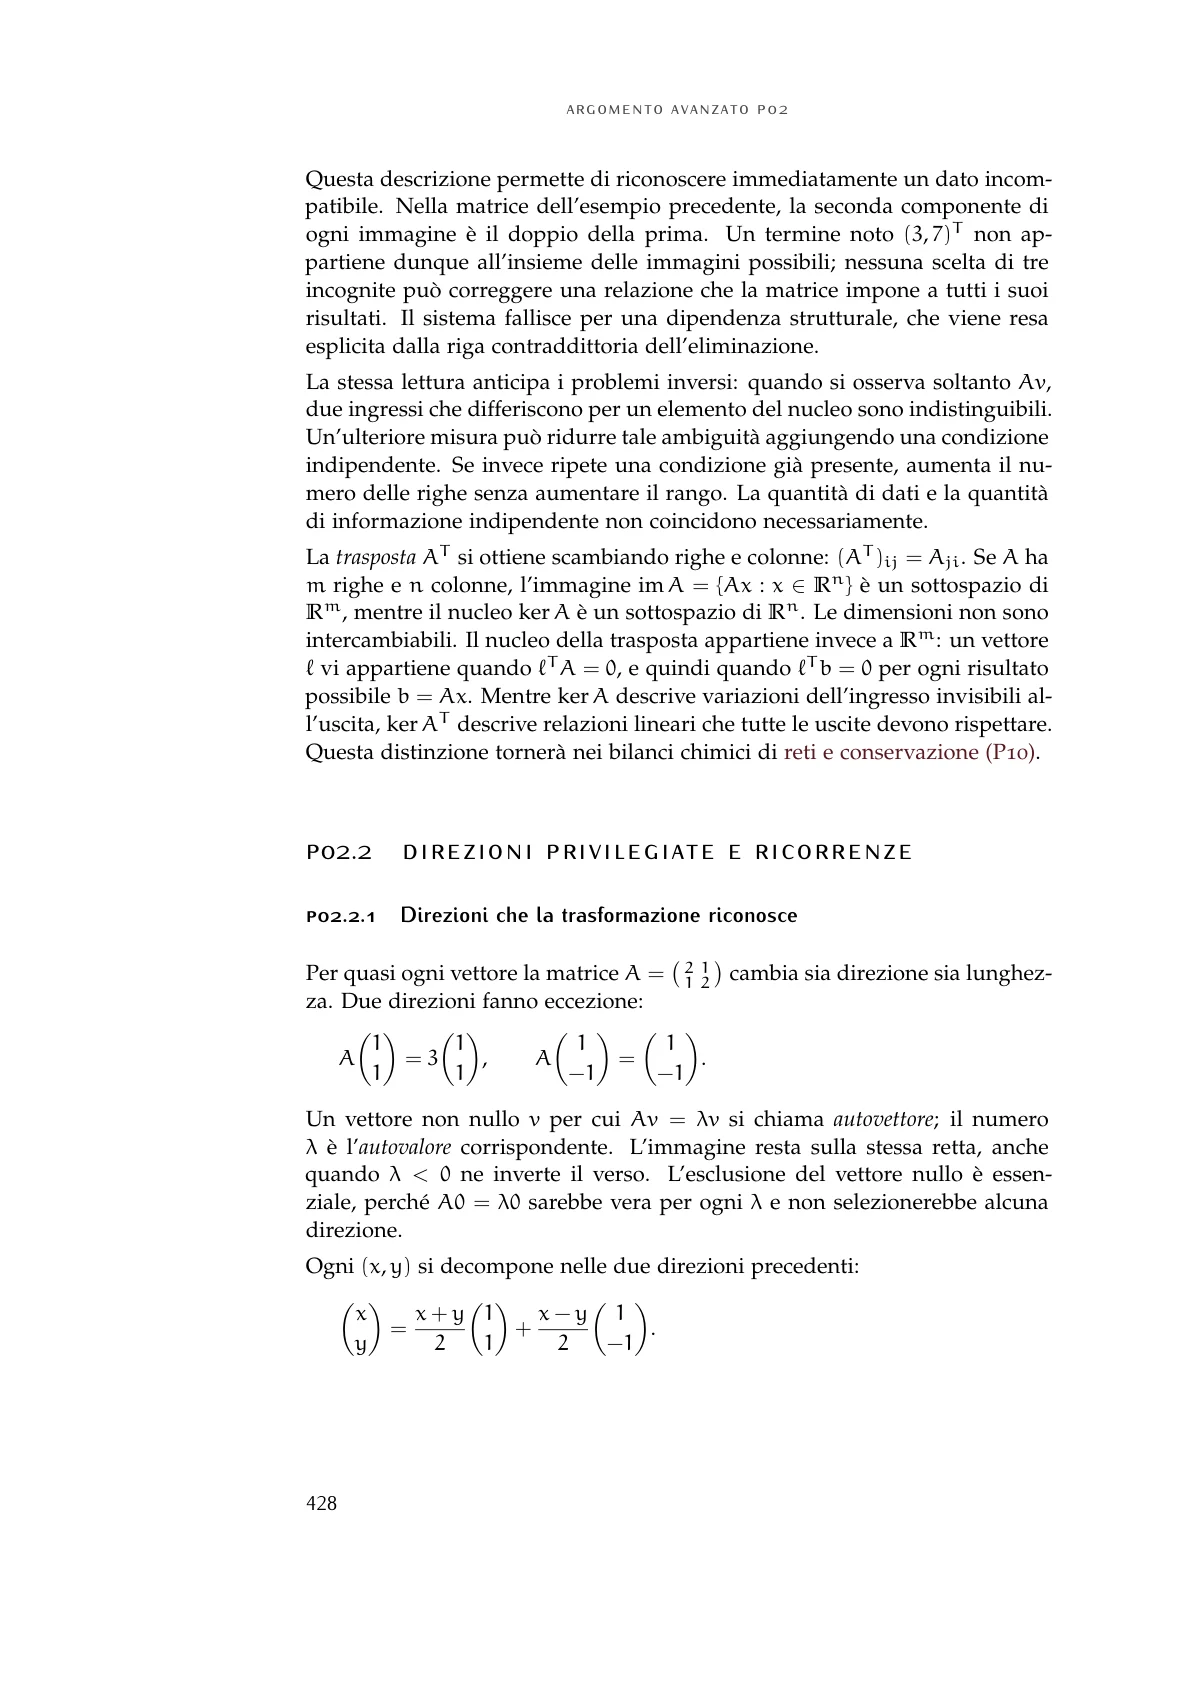 ARGOMENTO AVANZATO P02
Questa descrizione permette di riconoscere immediatamente un dato incom-
patibile. Nella matrice dell'esempio precedente, la seconda componente di
ogni immagine è il doppio della prima. Un termine noto (3,7)ᵀ non ap-
partiene dunque all'insieme delle immagini possibili; nessuna scelta di tre
incognite può correggere una relazione che la matrice impone a tutti i suoi
risultati. Il sistema fallisce per una dipendenza strutturale, che viene resa
esplicita dalla riga contraddittoria dell'eliminazione.
La stessa lettura anticipa i problemi inversi: quando si osserva soltanto Av,
due ingressi che differiscono per un elemento del nucleo sono indistinguibili.
Un'ulteriore misura può ridurre tale ambiguità aggiungendo una condizione
indipendente. Se invece ripete una condizione già presente, aumenta il nu-
mero delle righe senza aumentare il rango. La quantità di dati e la quantità
di informazione indipendente non coincidono necessariamente.
La trasposta Aᵀ si ottiene scambiando righe e colonne: (Aᵀ)ᵢⱼ = Aⱼᵢ. Se A ha
m righe e n colonne, l'immagine im A = {Ax : x ∈ ℝⁿ} è un sottospazio di
ℝᵐ, mentre il nucleo ker A è un sottospazio di ℝⁿ. Le dimensioni non sono
intercambiabili. Il nucleo della trasposta appartiene invece a ℝᵐ: un vettore
ℓ vi appartiene quando ℓᵀA = 0, e quindi quando ℓᵀb = 0 per ogni risultato
possibile b = Ax. Mentre ker A descrive variazioni dell'ingresso invisibili al-
l'uscita, ker Aᵀ descrive relazioni lineari che tutte le uscite devono rispettare.
Questa distinzione tornerà nei bilanci chimici di reti e conservazione (P10).
P02.2 DIREZIONI PRIVILEGIATE E RICORRENZE
P02.2.1 Direzioni che la trasformazione riconosce
Per quasi ogni vettore la matrice A = (2 1 / 1 2) cambia sia direzione sia lunghez-
za. Due direzioni fanno eccezione:
A(1 / 1) = 3(1 / 1), A(1 / −1) = (1 / −1).
Un vettore non nullo v per cui Av = λv si chiama autovettore; il numero
λ è l'autovalore corrispondente. L'immagine resta sulla stessa retta, anche
quando λ < 0 ne inverte il verso. L'esclusione del vettore nullo è essen-
ziale, perché A0 = λ0 sarebbe vera per ogni λ e non selezionerebbe alcuna
direzione.
Ogni (x, y) si decompone nelle due direzioni precedenti:
(x / y) = (x + y)/2 (1 / 1) + (x − y)/2 (1 / −1).
428